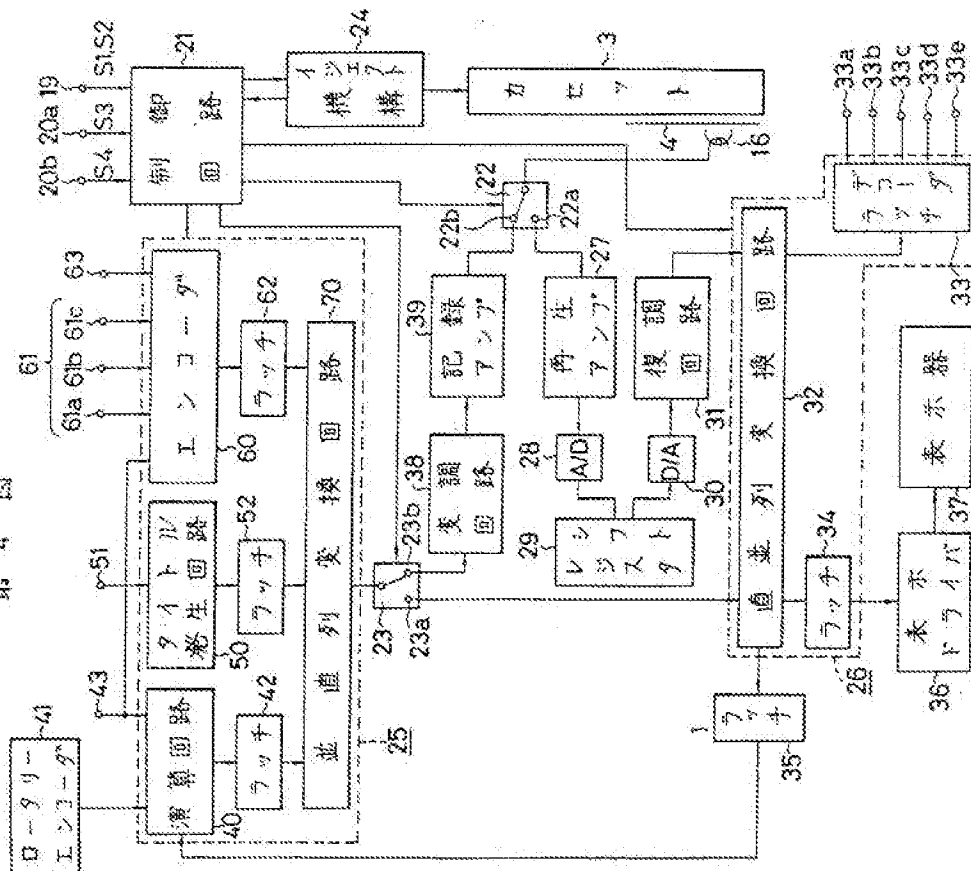 第4図
ロータリー
エンコーダ
41
43
51
61
61a
61b
61c
63
20b
20a
19
S4
S3
S1,S2
演算回路
40
タイトル
発生回路
50
エンコーダ
60
制御
回路
21
ラッチ
42
ラッチ
52
ラッチ
62
イジェクト
機構
24
並直列変換回路
70
25
カセット
3
4
16
23
23b
23a
22
22b
22a
変調
回路
38
記録
アンプ
39
再生
アンプ
27
A/D
28
レジ
スタ
29
D/A
30
復調
回路
31
直並列変換回路
32
ラッチ
34
26
ラッチ
35
表示
ドライバ
36
表示器
37
デコーダ
ラッチ
33
33a
33b
33c
33d
33e